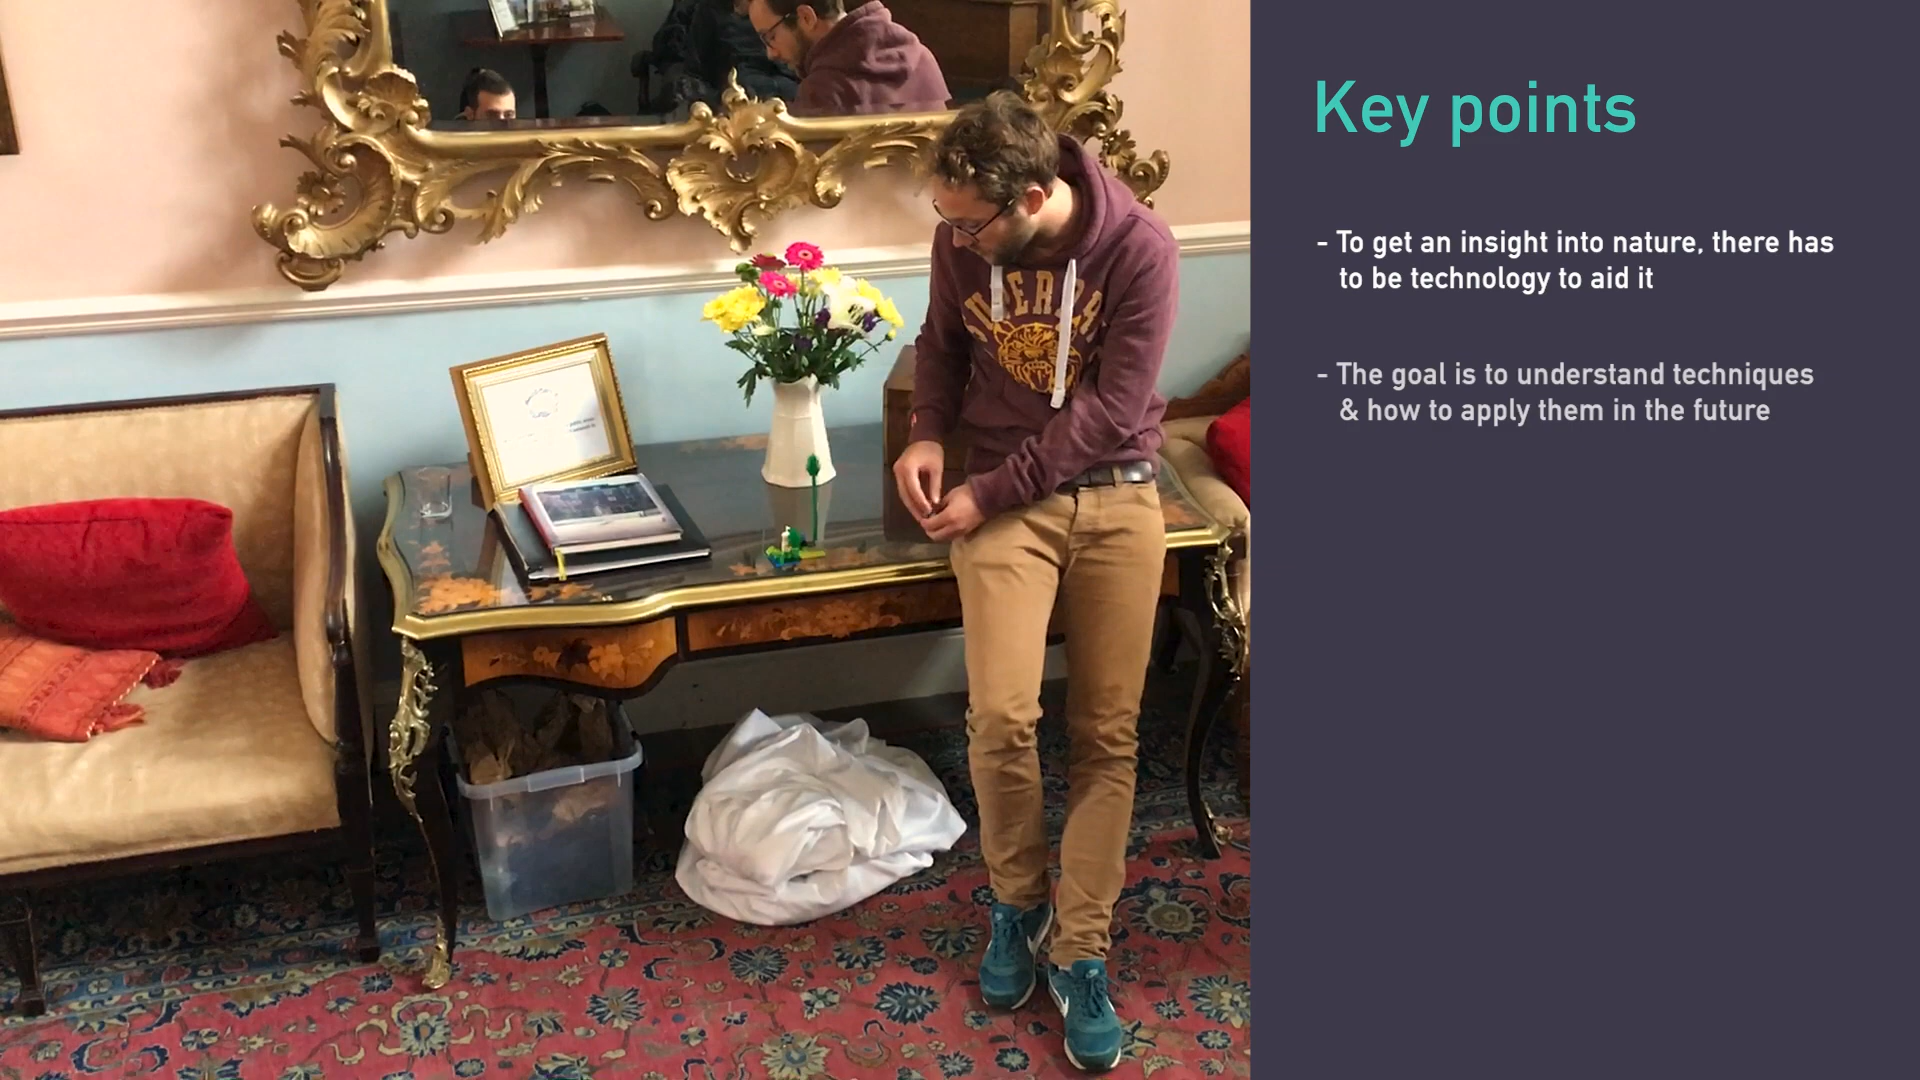 Key points
- To get an insight into nature, there has
to be technology to aid it
- The goal is to understand techniques
& how to apply them in the future